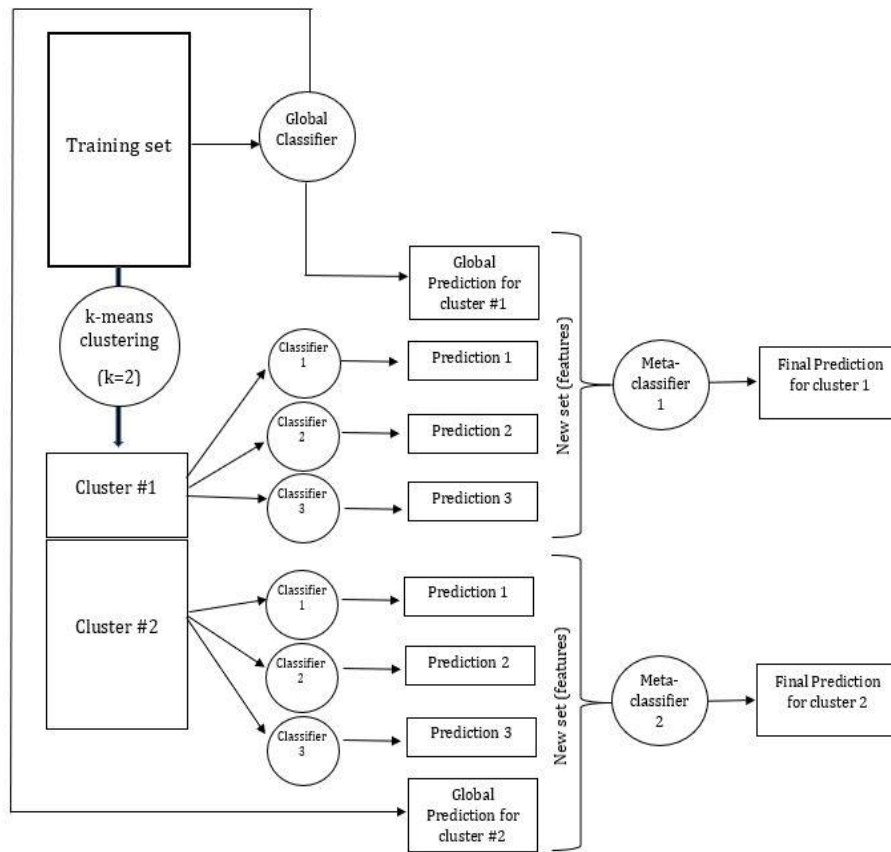 Training set
Global
Classifier
k-means
clustering
(k=2)
Global
Prediction for
cluster #1
Classifier
1
Prediction 1
Classifier
2
Prediction 2
Classifier
3
Prediction 3
Cluster #1
New set (features)
Meta-
classifier
1
Final Prediction
for cluster 1
Cluster #2
Classifier
1
Prediction 1
Classifier
2
Prediction 2
Classifier
3
Prediction 3
Global
Prediction for
cluster #2
New set (features)
Meta-
classifier
2
Final Prediction
for cluster 2